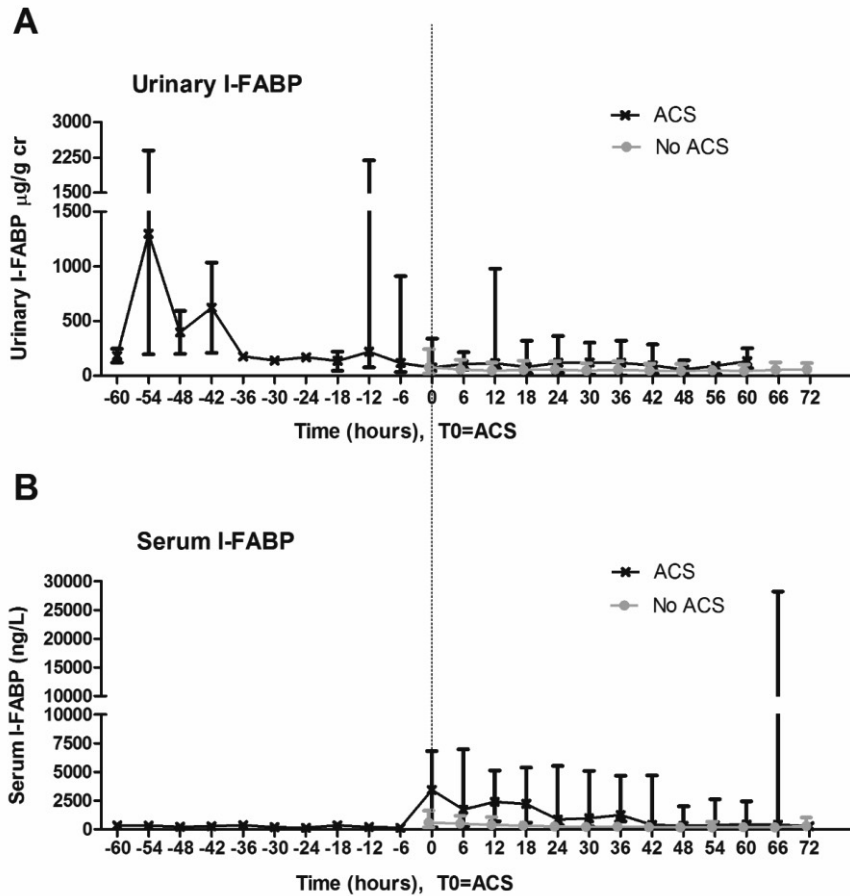 A
Urinary I-FABP
ACS
No ACS
Urinary I-FABP µg/g cr
3000
2250
1500
1500
1000
500
0
-60 -54 -48 -42 -36 -30 -24 -18 -12 -6 0 6 12 18 24 30 36 42 48 56 60 66 72
Time (hours), T0=ACS
B
Serum I-FABP
ACS
No ACS
Serum I-FABP (ng/L)
30000
25000
20000
15000
10000
10000
7500
5000
2500
0
-60 -54 -48 -42 -36 -30 -24 -18 -12 -6 0 6 12 18 24 30 36 42 48 54 60 66 72
Time (hours), T0=ACS